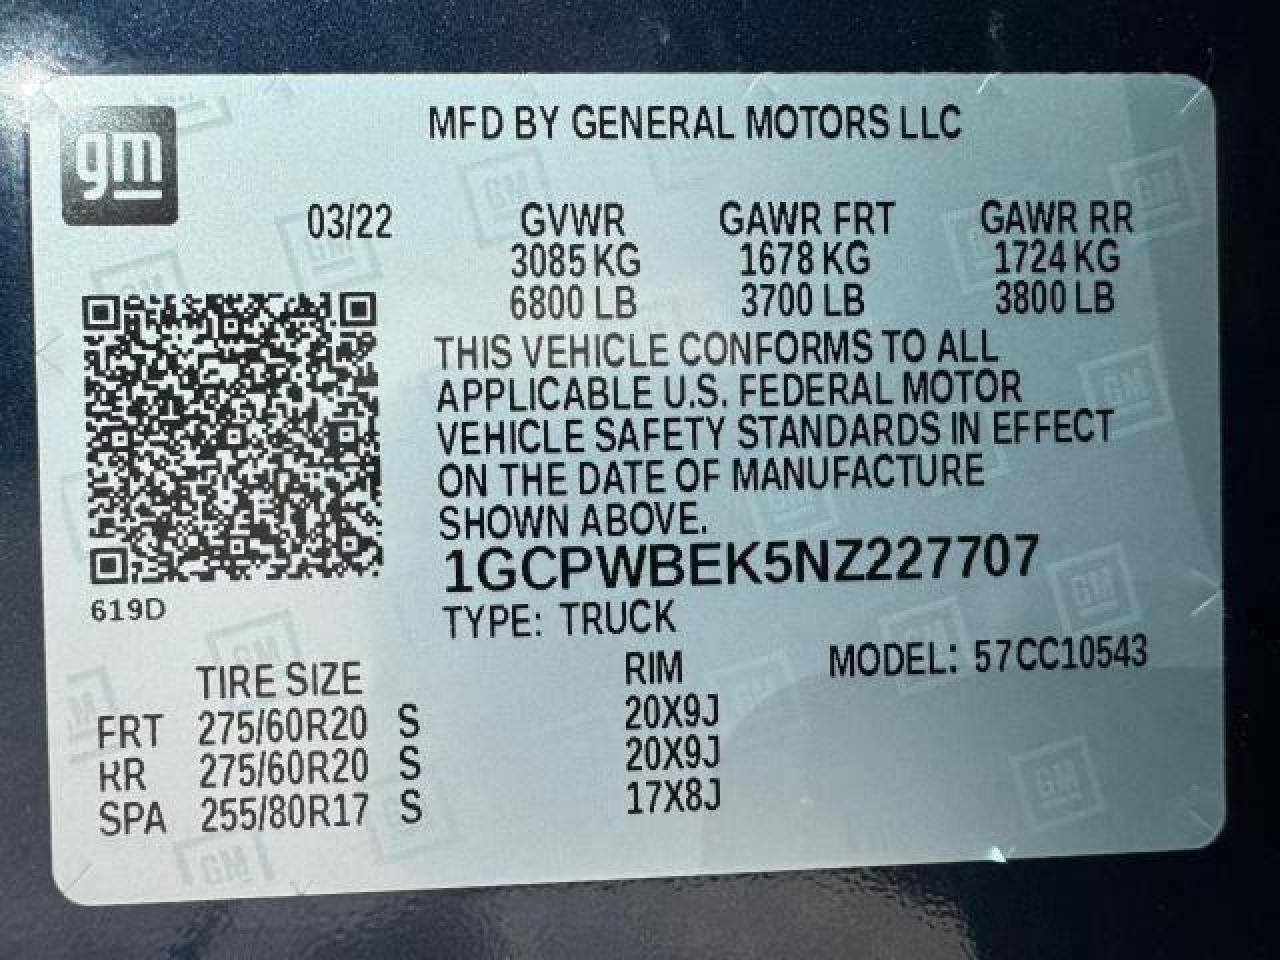 gm
MFD BY GENERAL MOTORS LLC
03/22 GVWR GAWR FRT GAWR RR
3085 KG 1678 KG 1724 KG
6800 LB 3700 LB 3800 LB
THIS VEHICLE CONFORMS TO ALL
APPLICABLE U.S. FEDERAL MOTOR
VEHICLE SAFETY STANDARDS IN EFFECT
ON THE DATE OF MANUFACTURE
SHOWN ABOVE.
1GCPWBEK5NZ227707
619D
TYPE: TRUCK
TIRE SIZE RIM MODEL: 57CC10543
FRT 275/60R20 S 20X9J
RR 275/60R20 S 20X9J
SPA 255/80R17 S 17X8J